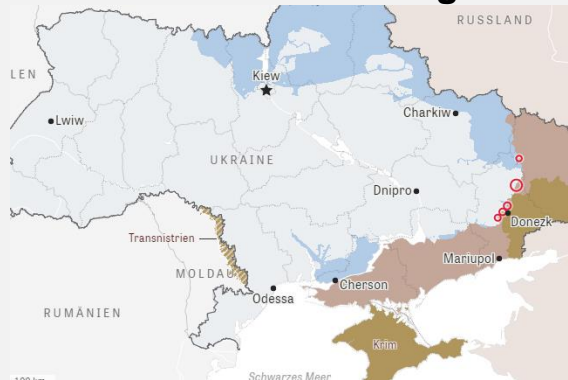 RUSSLAND
LEN
Kiew
Lwiw
Charkiw
UKRAINE
Dnipro
Donezk
Transnistrien
MOLDAU
Mariupol
Cherson
Odessa
RUMÄNIEN
Krim
Schwarzes Meer